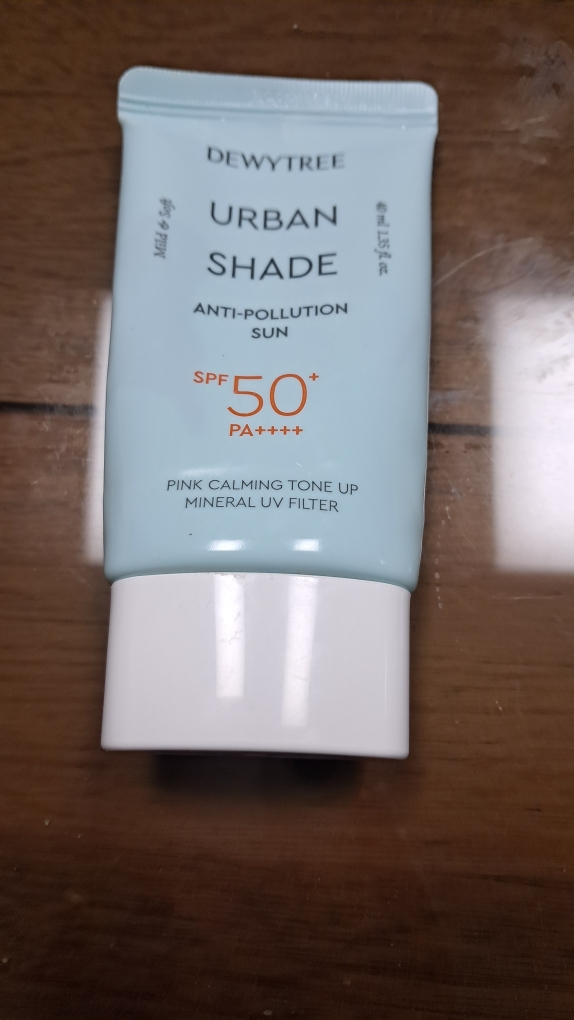 DEWYTREE
Mild & Safe
40 ml 1.35 fl. oz.
URBAN
SHADE
ANTI-POLLUTION
SUN
SPF 50+
PA++++
PINK CALMING TONE UP
MINERAL UV FILTER